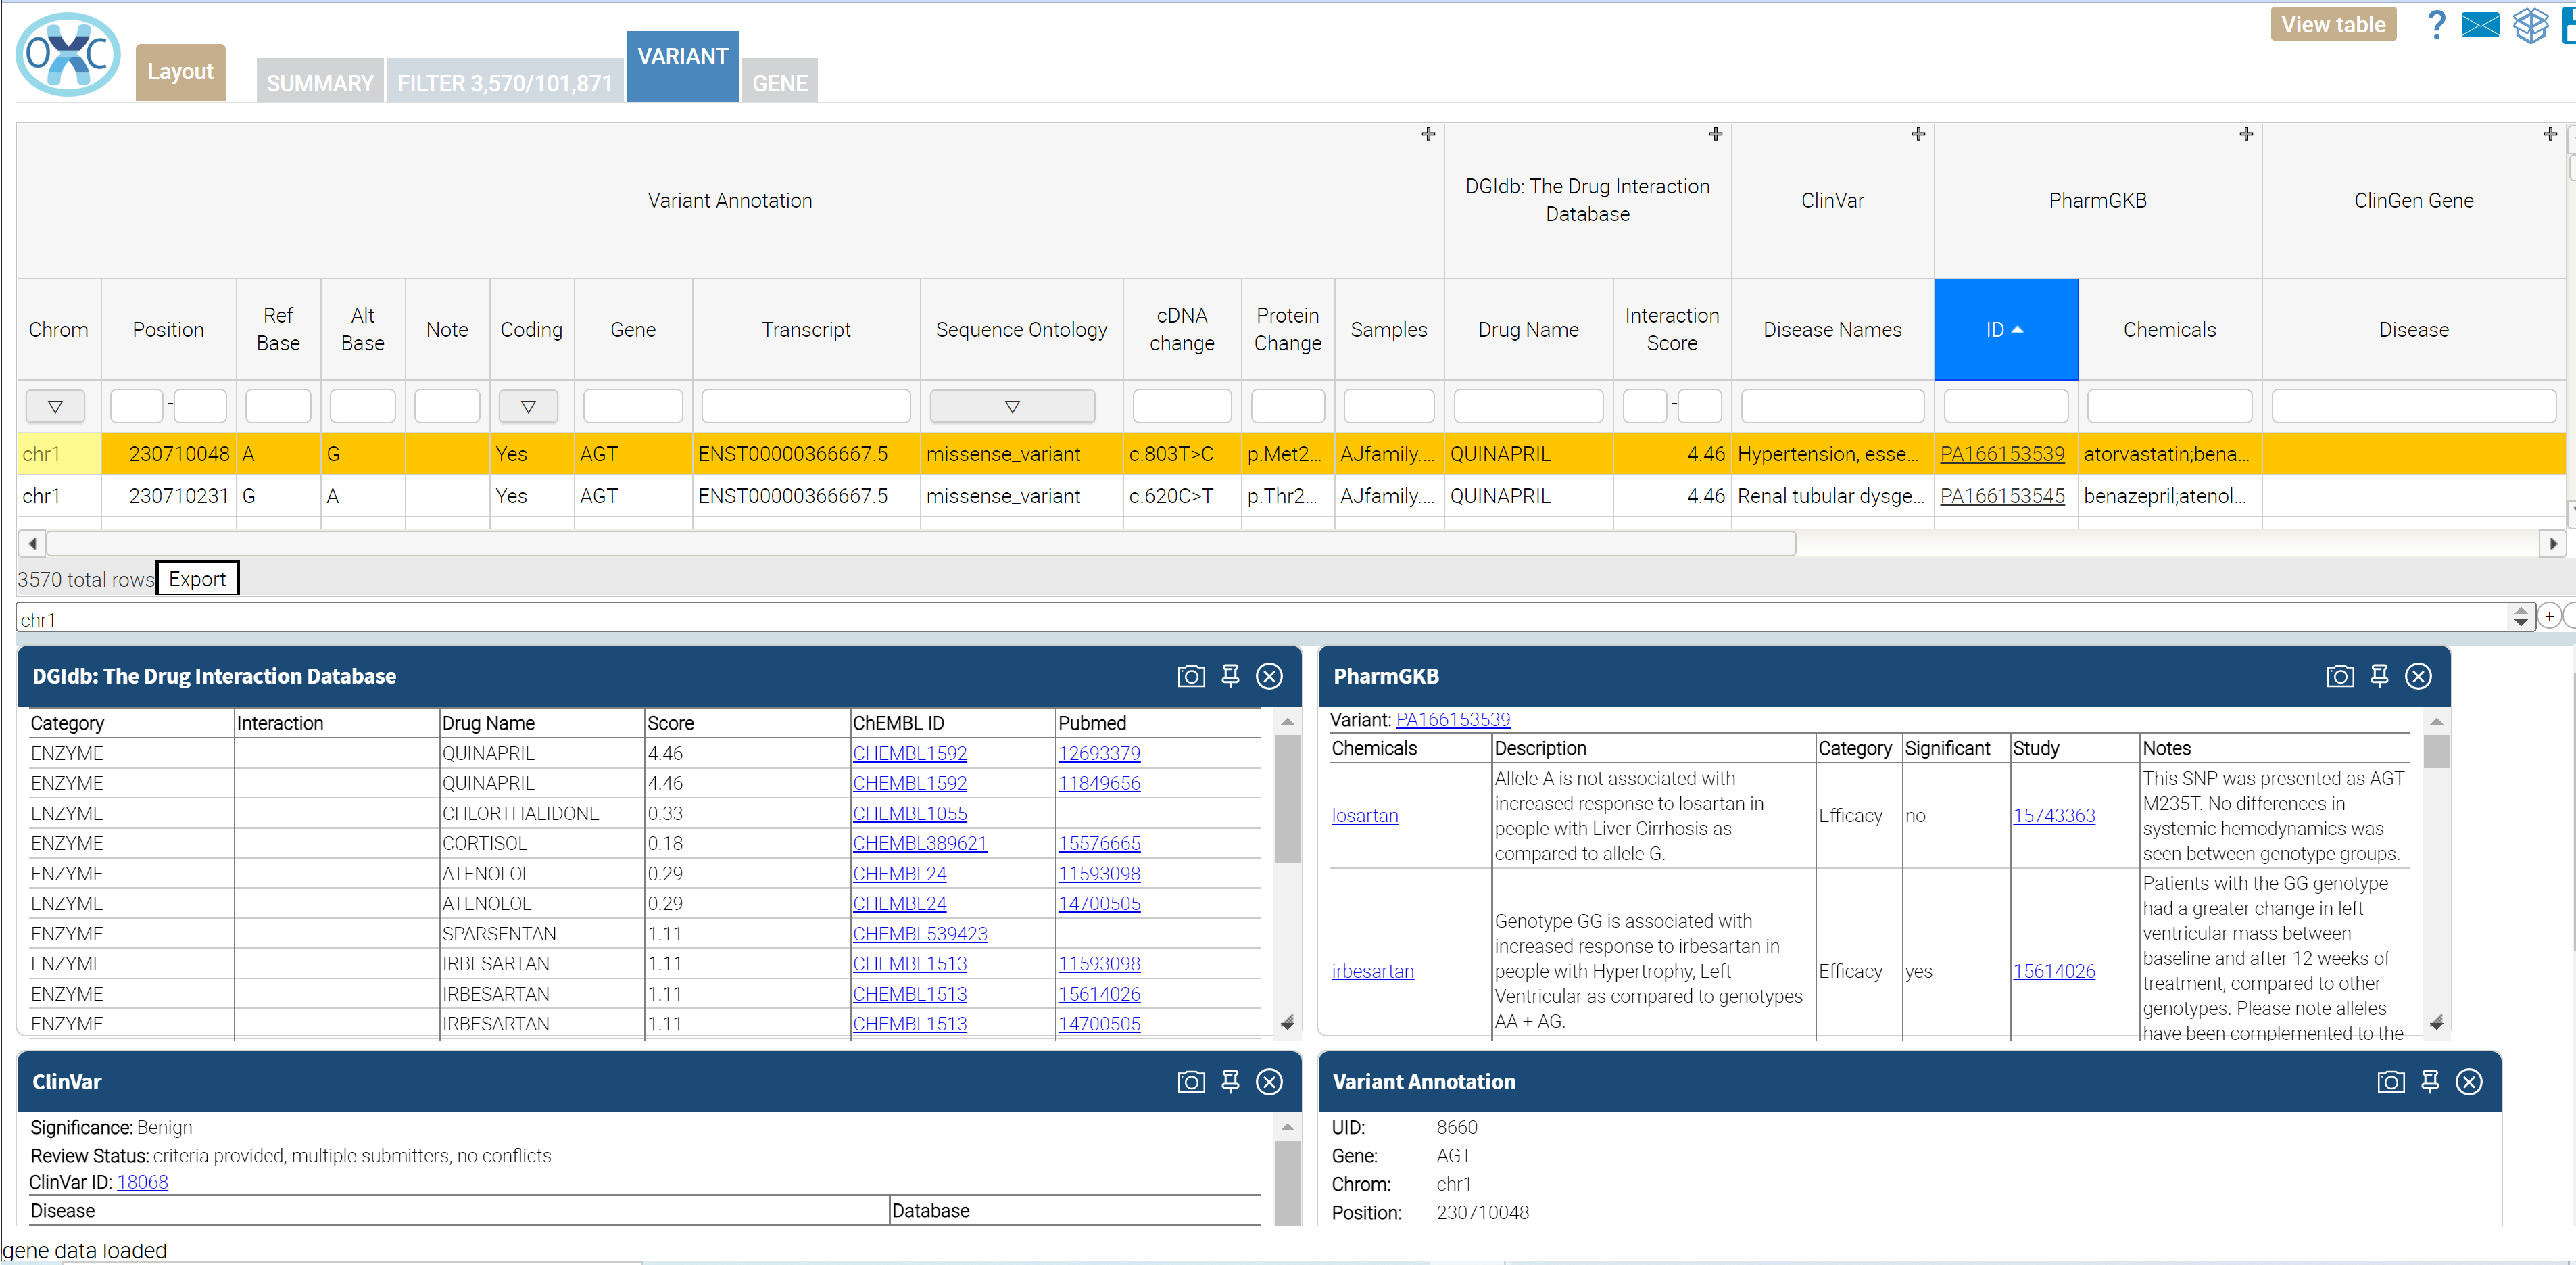 OXC
Layout
SUMMARY
FILTER 3,570/101,871
VARIANT
GENE
View table
?
Variant Annotation
DGIdb: The Drug Interaction
Database
ClinVar
PharmGKB
ClinGen Gene
Chrom Position Ref Base Alt Base Note Coding Gene Transcript Sequence Ontology cDNA change Protein Change Samples Drug Name Interaction Score Disease Names ID Chemicals Disease
chr1 230710048 A G Yes AGT ENST00000366667.5 missense_variant c.803T>C p.Met2... AJfamily.... QUINAPRIL 4.46 Hypertension, esse... PA166153539 atorvastatin;bena...
chr1 230710231 G A Yes AGT ENST00000366667.5 missense_variant c.620C>T p.Thr2... AJfamily.... QUINAPRIL 4.46 Renal tubular dysge... PA166153545 benazepril;atenol...
3570 total rows Export
chr1
DGIdb: The Drug Interaction Database
Category Interaction Drug Name Score ChEMBL ID Pubmed
ENZYME QUINAPRIL 4.46 CHEMBL1592 12693379
ENZYME QUINAPRIL 4.46 CHEMBL1592 11849656
ENZYME CHLORTHALIDONE 0.33 CHEMBL1055
ENZYME CORTISOL 0.18 CHEMBL389621 15576665
ENZYME ATENOLOL 0.29 CHEMBL24 11593098
ENZYME ATENOLOL 0.29 CHEMBL24 14700505
ENZYME SPARSENTAN 1.11 CHEMBL539423
ENZYME IRBESARTAN 1.11 CHEMBL1513 11593098
ENZYME IRBESARTAN 1.11 CHEMBL1513 15614026
ENZYME IRBESARTAN 1.11 CHEMBL1513 14700505
PharmGKB
Variant: PA166153539
Chemicals Description Category Significant Study Notes
losartan
Allele A is not associated with
increased response to losartan in
people with Liver Cirrhosis as
compared to allele G.
Efficacy no 15743363
This SNP was presented as AGT
M235T. No differences in
systemic hemodynamics was
seen between genotype groups.
irbesartan
Genotype GG is associated with
increased response to irbesartan in
people with Hypertrophy, Left
Ventricular as compared to genotypes
AA + AG.
Efficacy yes 15614026
Patients with the GG genotype
had a greater change in left
ventricular mass between
baseline and after 12 weeks of
treatment, compared to other
genotypes. Please note alleles
have been complemented to the
ClinVar
Significance: Benign
Review Status: criteria provided, multiple submitters, no conflicts
ClinVar ID: 18068
Disease Database
Variant Annotation
UID: 8660
Gene: AGT
Chrom: chr1
Position: 230710048
gene data loaded